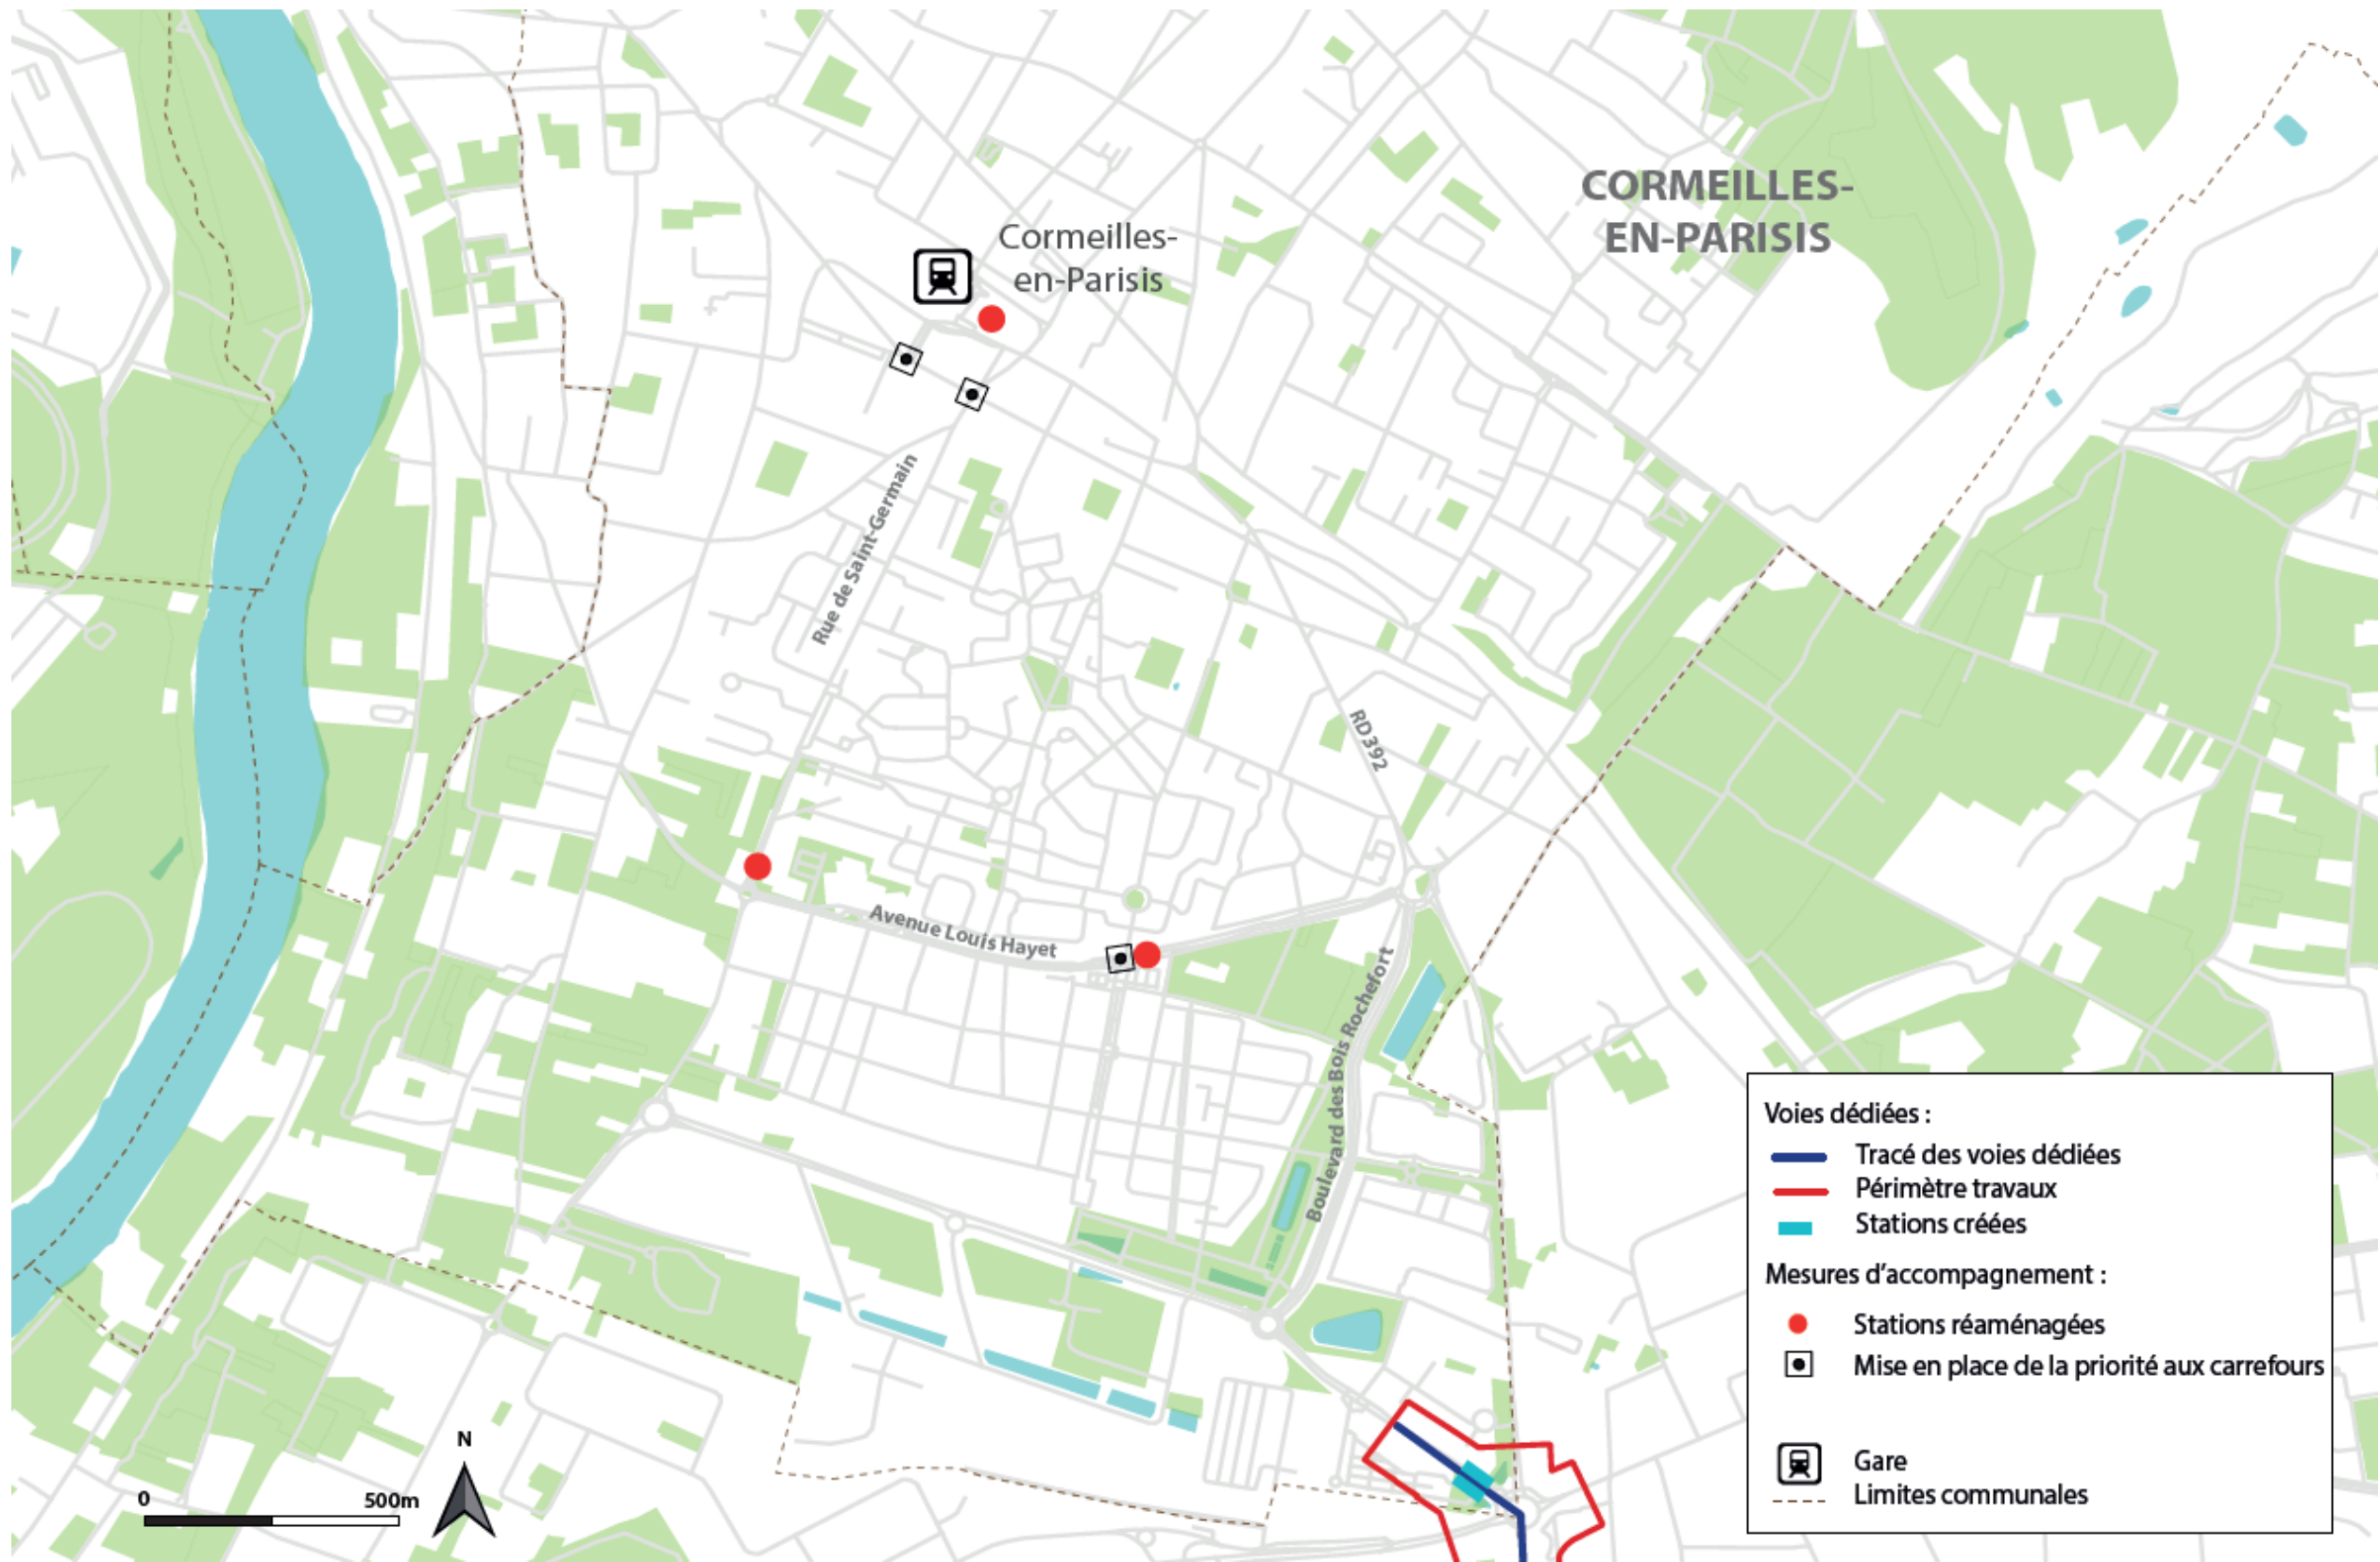 CORMEILLES-
EN-PARISIS
Cormeilles-
en-Parisis
Rue de Saint-Germain
RD392
Avenue Louis Hayet
Boulevard des Bois Rochefort
Voies dédiées :
Tracé des voies dédiées
Périmètre travaux
Stations créées
Mesures d'accompagnement :
Stations réaménagées
Mise en place de la priorité aux carrefours
Gare
Limites communales
N
0 500m